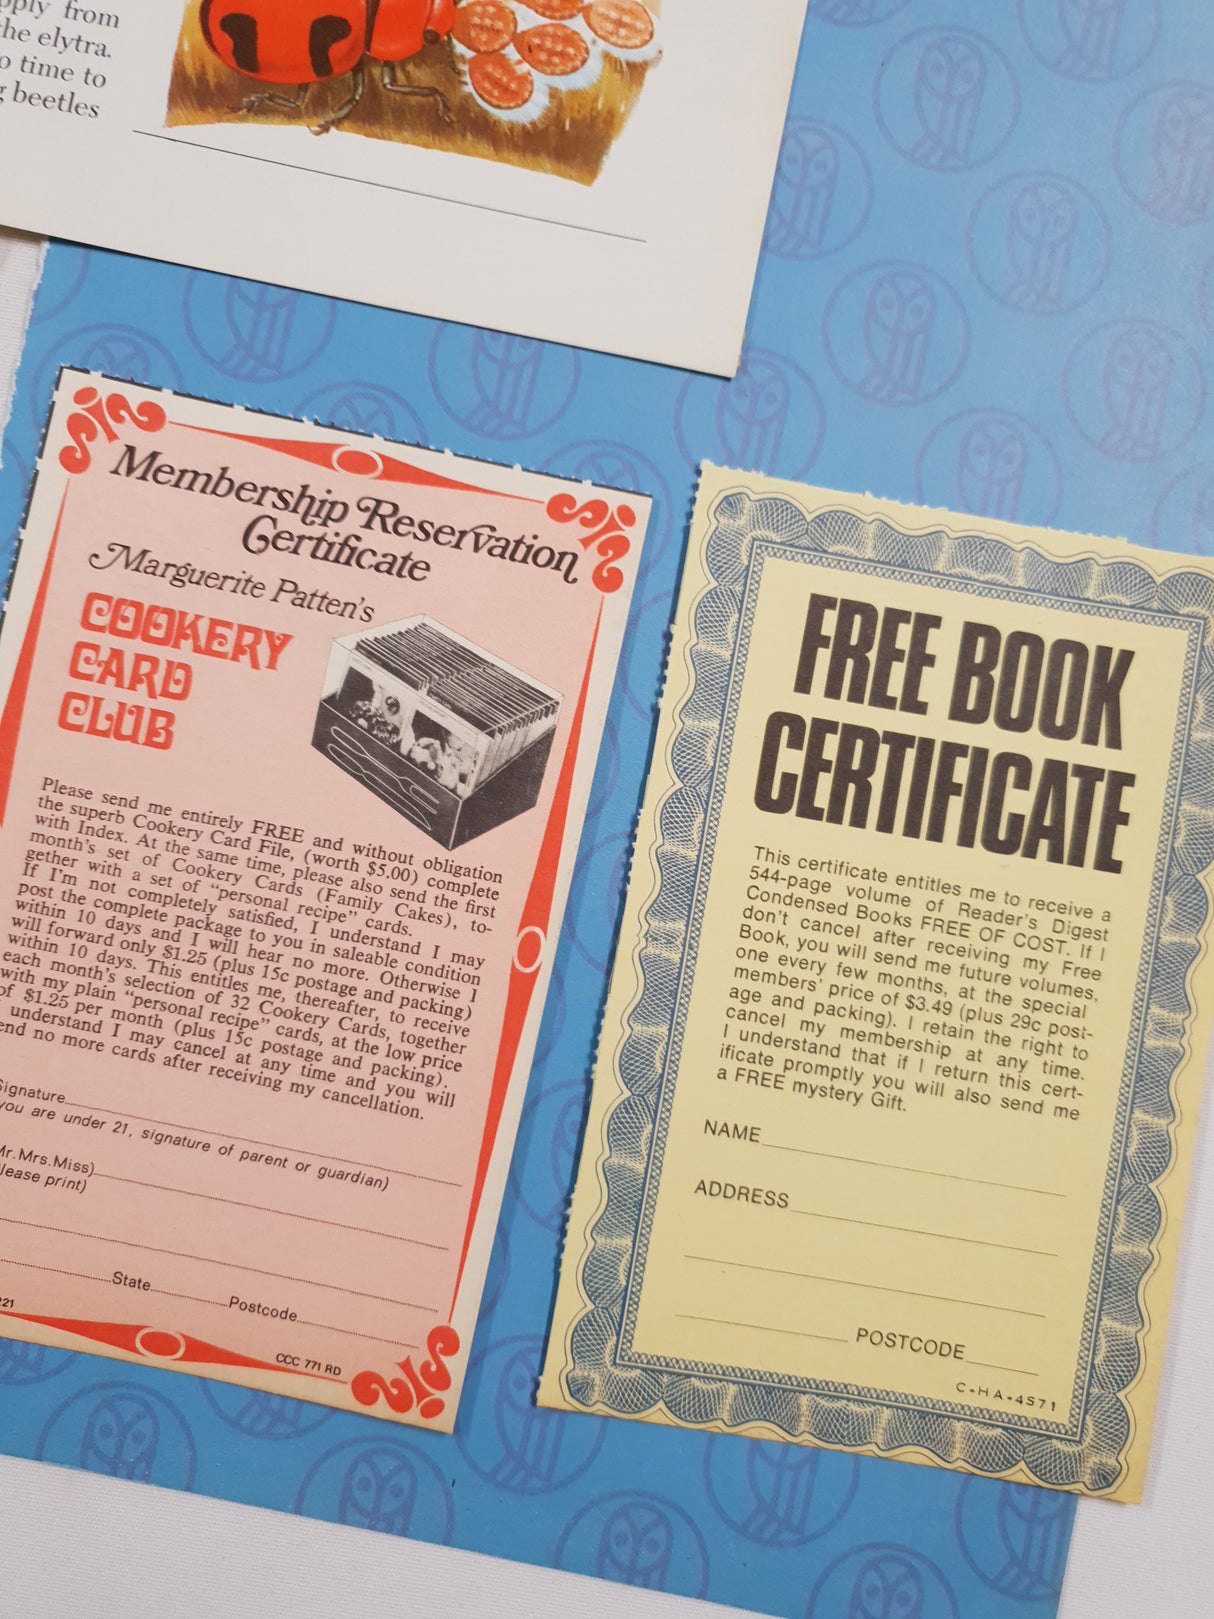 pply from
the elytra.
o time to
g beetles
Membership Reservation
Certificate
Marguerite Patten's
COOKERY
CARD
CLUB
Please send me entirely FREE and without obligation
the superb Cookery Card File, (worth $5.00) complete
with Index. At the same time, please also send the first
month's set of Cookery Cards (Family Cakes), to-
gether with a set of "personal recipe" cards.
If I'm not completely satisfied, I understand I may
post the complete package to you in saleable condition
within 10 days and I will hear no more. Otherwise I
will forward only $1.25 (plus 15c postage and packing)
within 10 days. This entitles me, thereafter, to receive
each month's selection of 32 Cookery Cards, together
with my plain "personal recipe" cards, at the low price
of $1.25 per month (plus 15c postage and packing).
understand I may cancel at any time and you will
end no more cards after receiving my cancellation.
Signature
you are under 21, signature of parent or guardian)
Mr.Mrs.Miss)
lease print)
State Postcode
221
CCC 771 RD
FREE BOOK
CERTIFICATE
This certificate entitles me to receive a
544-page volume of Reader's Digest
Condensed Books FREE OF COST. If I
don't cancel after receiving my Free
Book, you will send me future volumes,
one every few months, at the special
members' price of $3.49 (plus 29c post-
age and packing). I retain the right to
cancel my membership at any time.
I understand that if I return this cert-
ificate promptly you will also send me
a FREE mystery Gift.
NAME
ADDRESS
POSTCODE
C-HA-4S71